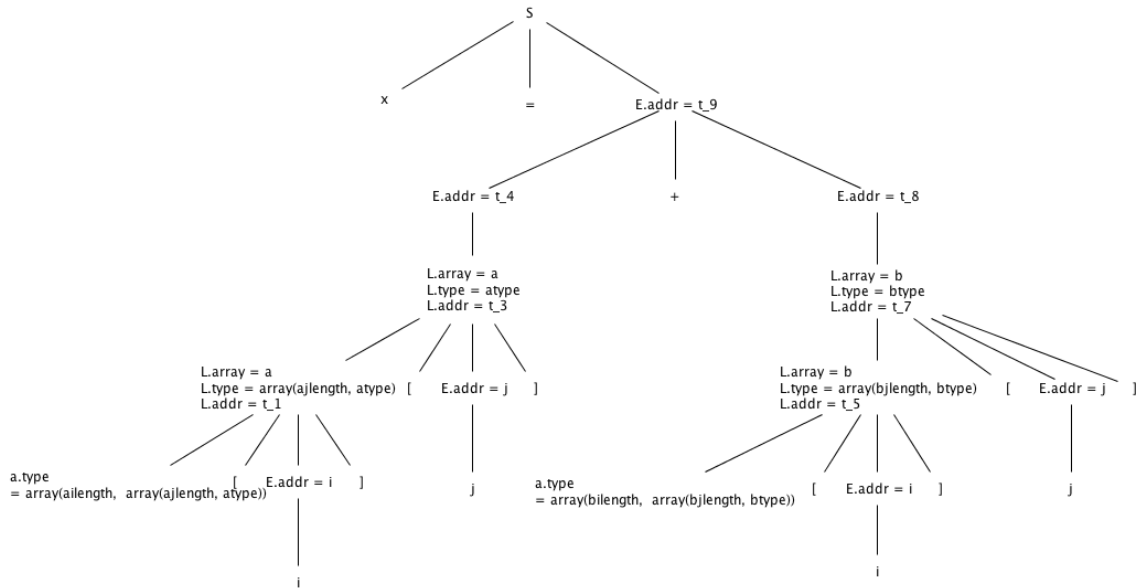 S
x = E.addr = t_9
E.addr = t_4 + E.addr = t_8
L.array = a
L.type = atype
L.addr = t_3
L.array = b
L.type = btype
L.addr = t_7
L.array = a
L.type = array(ajlength, atype)
L.addr = t_1
[ E.addr = j ]
L.array = b
L.type = array(bjlength, btype)
L.addr = t_5
[ E.addr = j ]
a.type
= array(ailength, array(ajlength, atype))
[ E.addr = i ]
j
a.type
= array(bilength, array(bjlength, btype))
[ E.addr = i ]
j
i
i